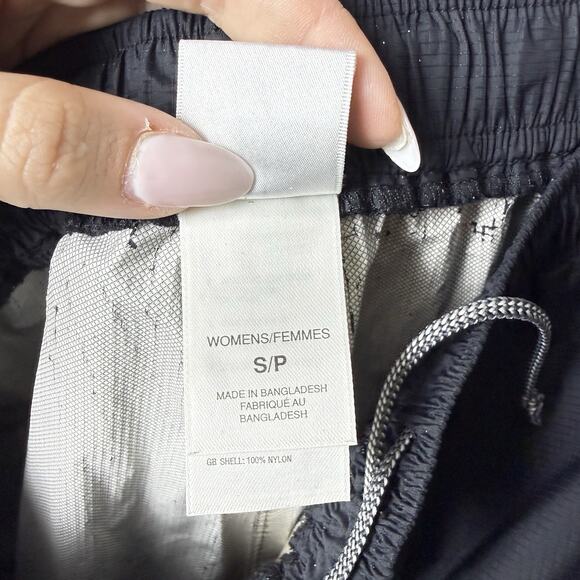 WOMENS/FEMMES
S/P
MADE IN BANGLADESH
FABRIQUÉ AU
BANGLADESH
GB SHELL: 100% NYLON